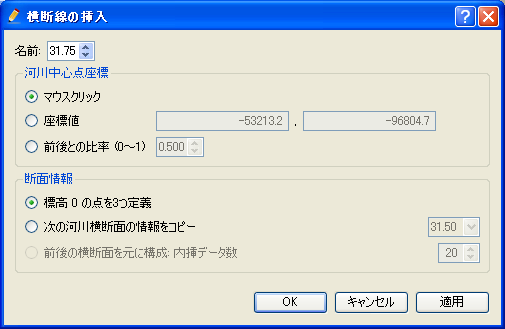 横断線の挿入
名前: 31.75
河川中心点座標
マウスクリック
座標値 -53213.2 , -96804.7
前後との比率 (0～1) 0.500
断面情報
標高 0 の点を3つ定義
次の河川横断面の情報をコピー 31.50
前後の横断面を元に構成: 内挿データ数 20
OK キャンセル 適用